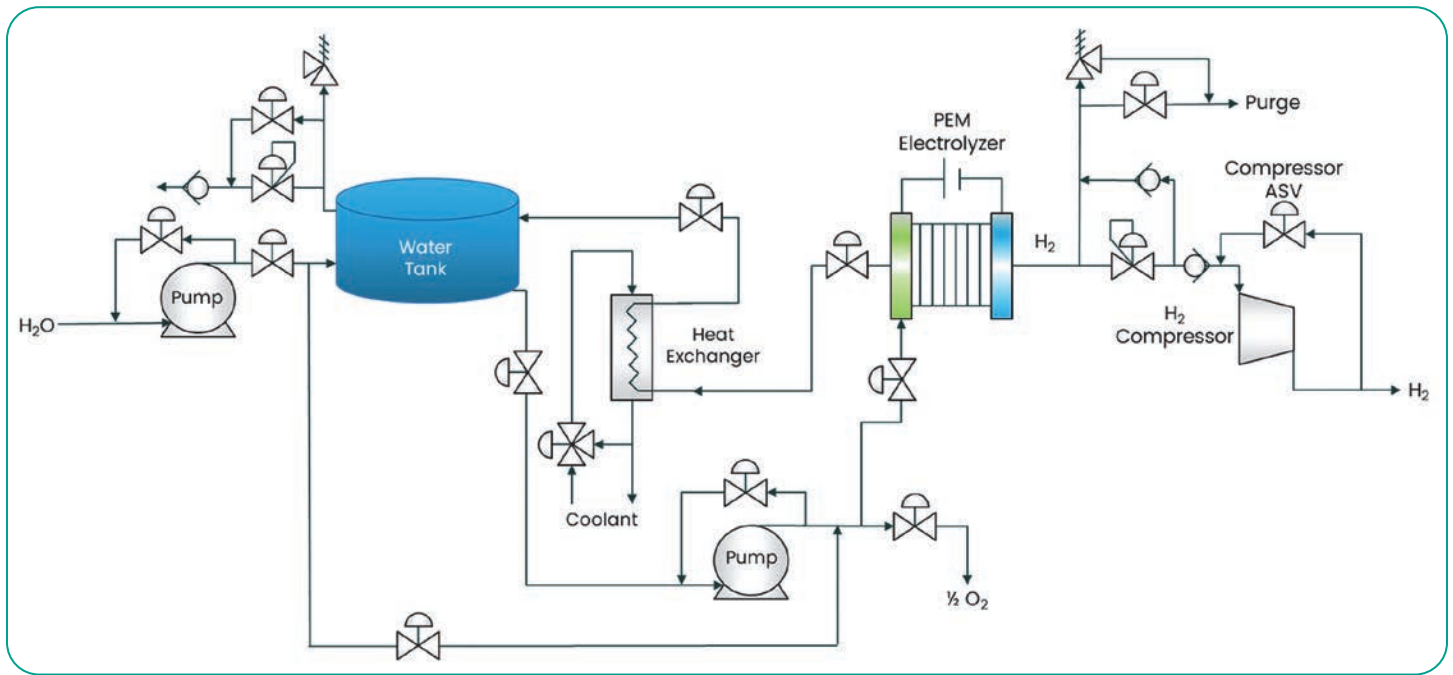 Purge
PEM
Electrolyzer
Compressor
ASV
Water
Tank
H₂
Pump
H₂O
Heat
Exchanger
H₂
Compressor
H₂
Coolant
Pump
½ O₂